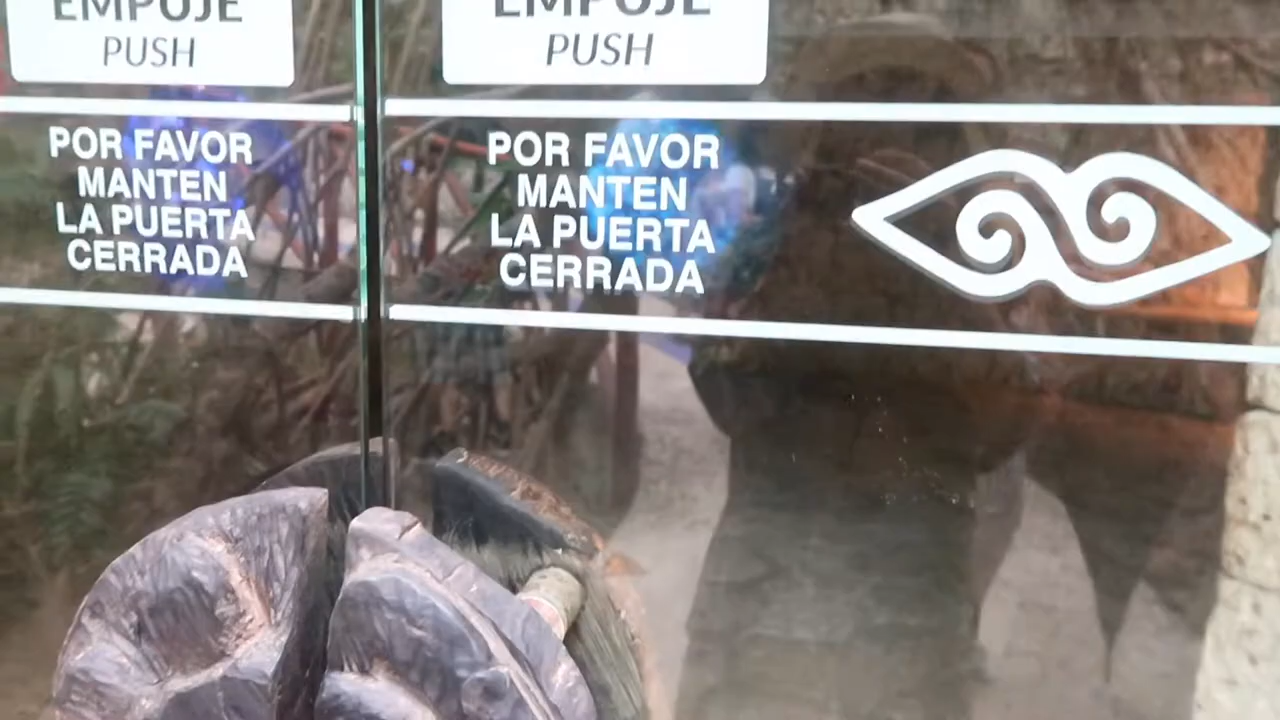 EMPUJE
PUSH
POR FAVOR
MANTEN
LA PUERTA
CERRADA
EMPUJE
PUSH
POR FAVOR
MANTEN
LA PUERTA
CERRADA